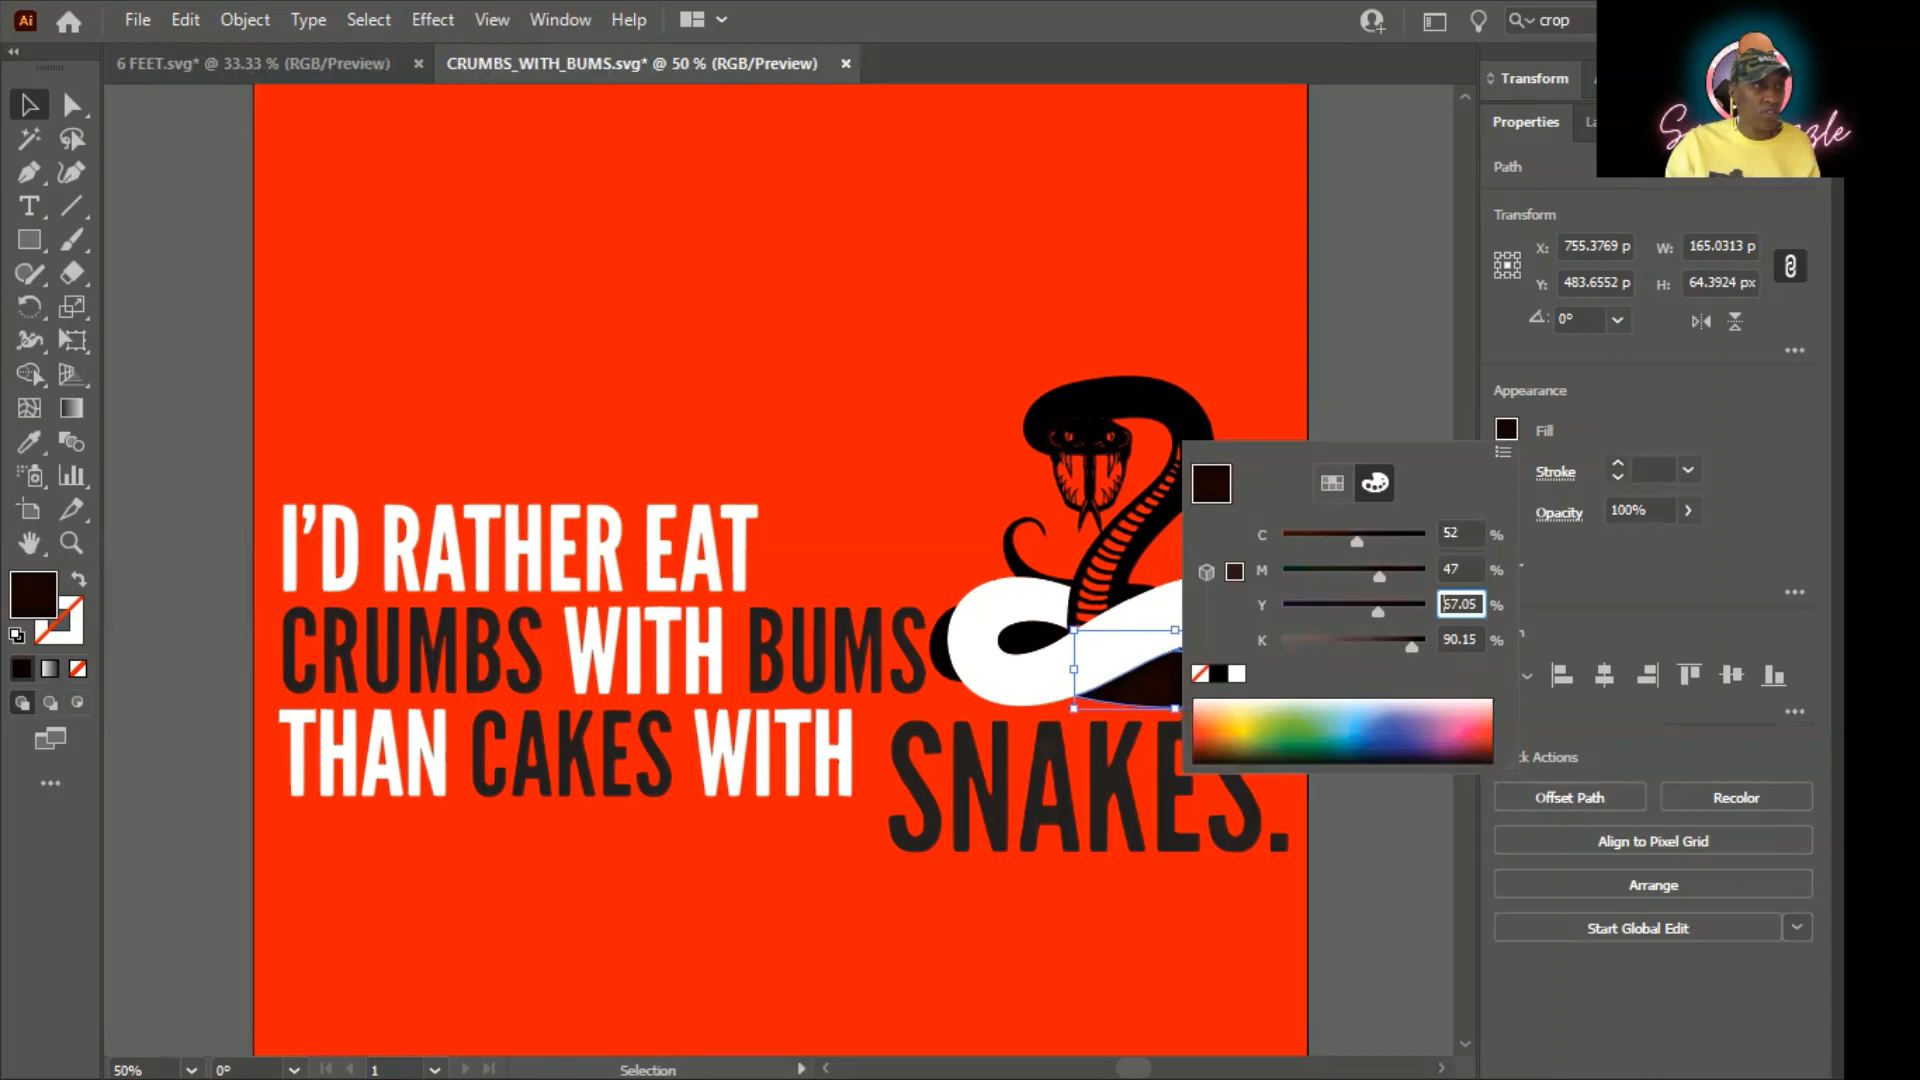 Ai File Edit Object Type Select Effect View Window Help crop
6 FEET.svg* @ 33.33 % (RGB/Preview) × CRUMBS_WITH_BUMS.svg* @ 50 % (RGB/Preview) ×
Transform
Properties
Path
Transform
X: 755.3769 p W: 165.0313 p
Y: 483.6552 p H: 64.3924 px
0°
Appearance
Fill
Stroke
Opacity 100%
C 52 %
M 47 %
Y 57.05 %
K 90.15 %
I'D RATHER EAT
CRUMBS WITH BUMS
THAN CAKES WITH
SNAKES.
k Actions
Offset Path Recolor
Align to Pixel Grid
Arrange
Start Global Edit
50% 0° 1 Selection